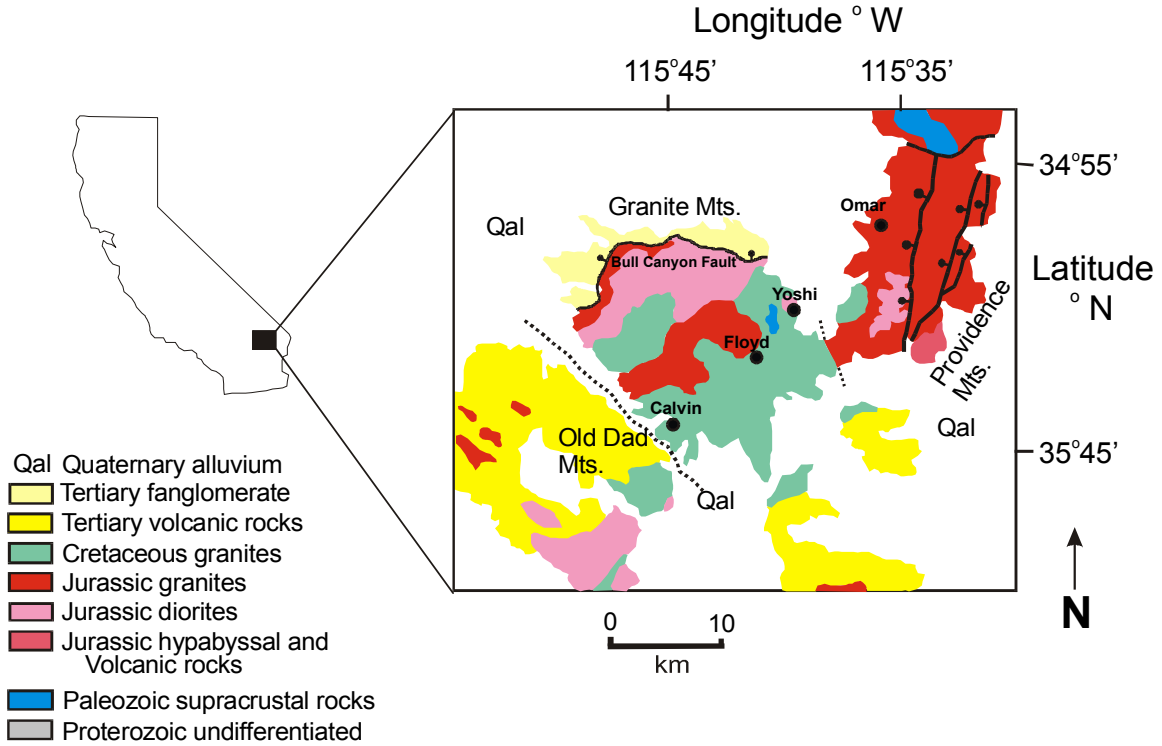 Longitude ° W
115°45’
115°35’
34°55’
Granite Mts.
Omar
Qal
Bull Canyon Fault
Latitude
° N
Yoshi
Floyd
Providence
Mts.
Calvin
Qal
Old Dad
Mts.
35°45’
Qal
Qal Quaternary alluvium
Tertiary fanglomerate
Tertiary volcanic rocks
Cretaceous granites
Jurassic granites
Jurassic diorites
Jurassic hypabyssal and
Volcanic rocks
Paleozoic supracrustal rocks
Proterozoic undifferentiated
0 10
km
N